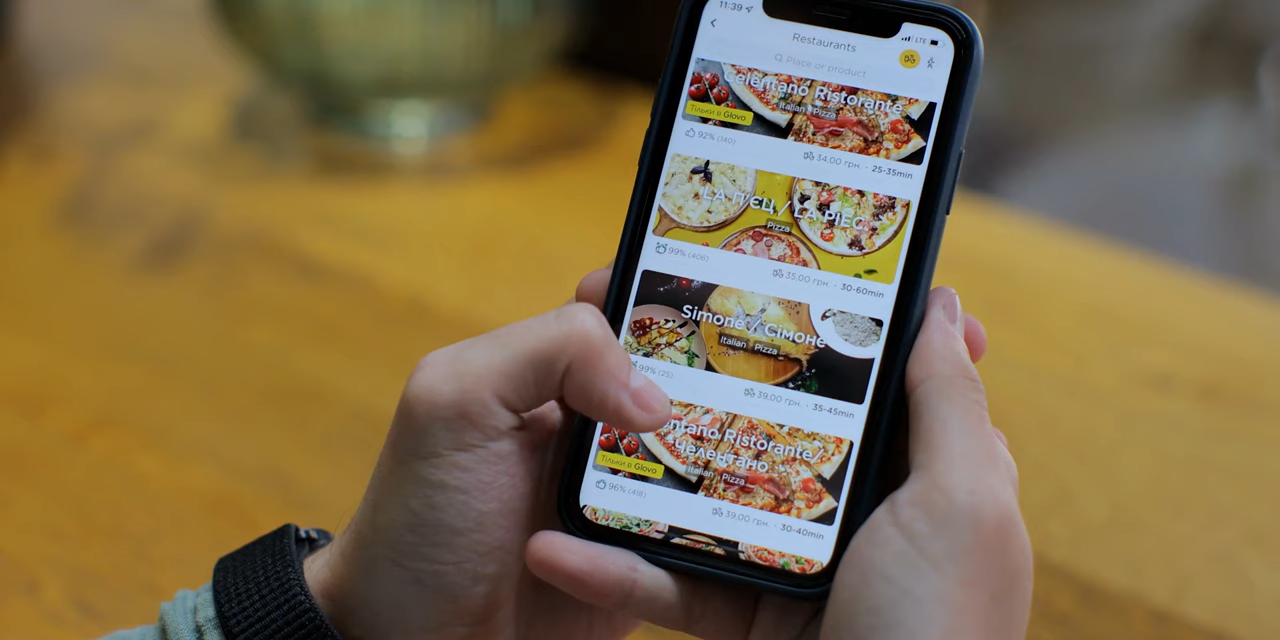 11:39
LTE
Restaurants
Place or product
Celentano Ristorante
Italian Pizza
Тільки в Glovo
92% (140)
34,00 грн. · 25-35min
LA П'ЄЦ / LA PIEC
Pizza
99% (406)
35,00 грн. · 30-60min
Simone / Сімоне
Italian Pizza
99% (25)
39,00 грн. · 35-45min
ntano Ristorante/
Челентано
Italian Pizza
Тільки в Glovo
96% (418)
39,00 грн. · 30-40min